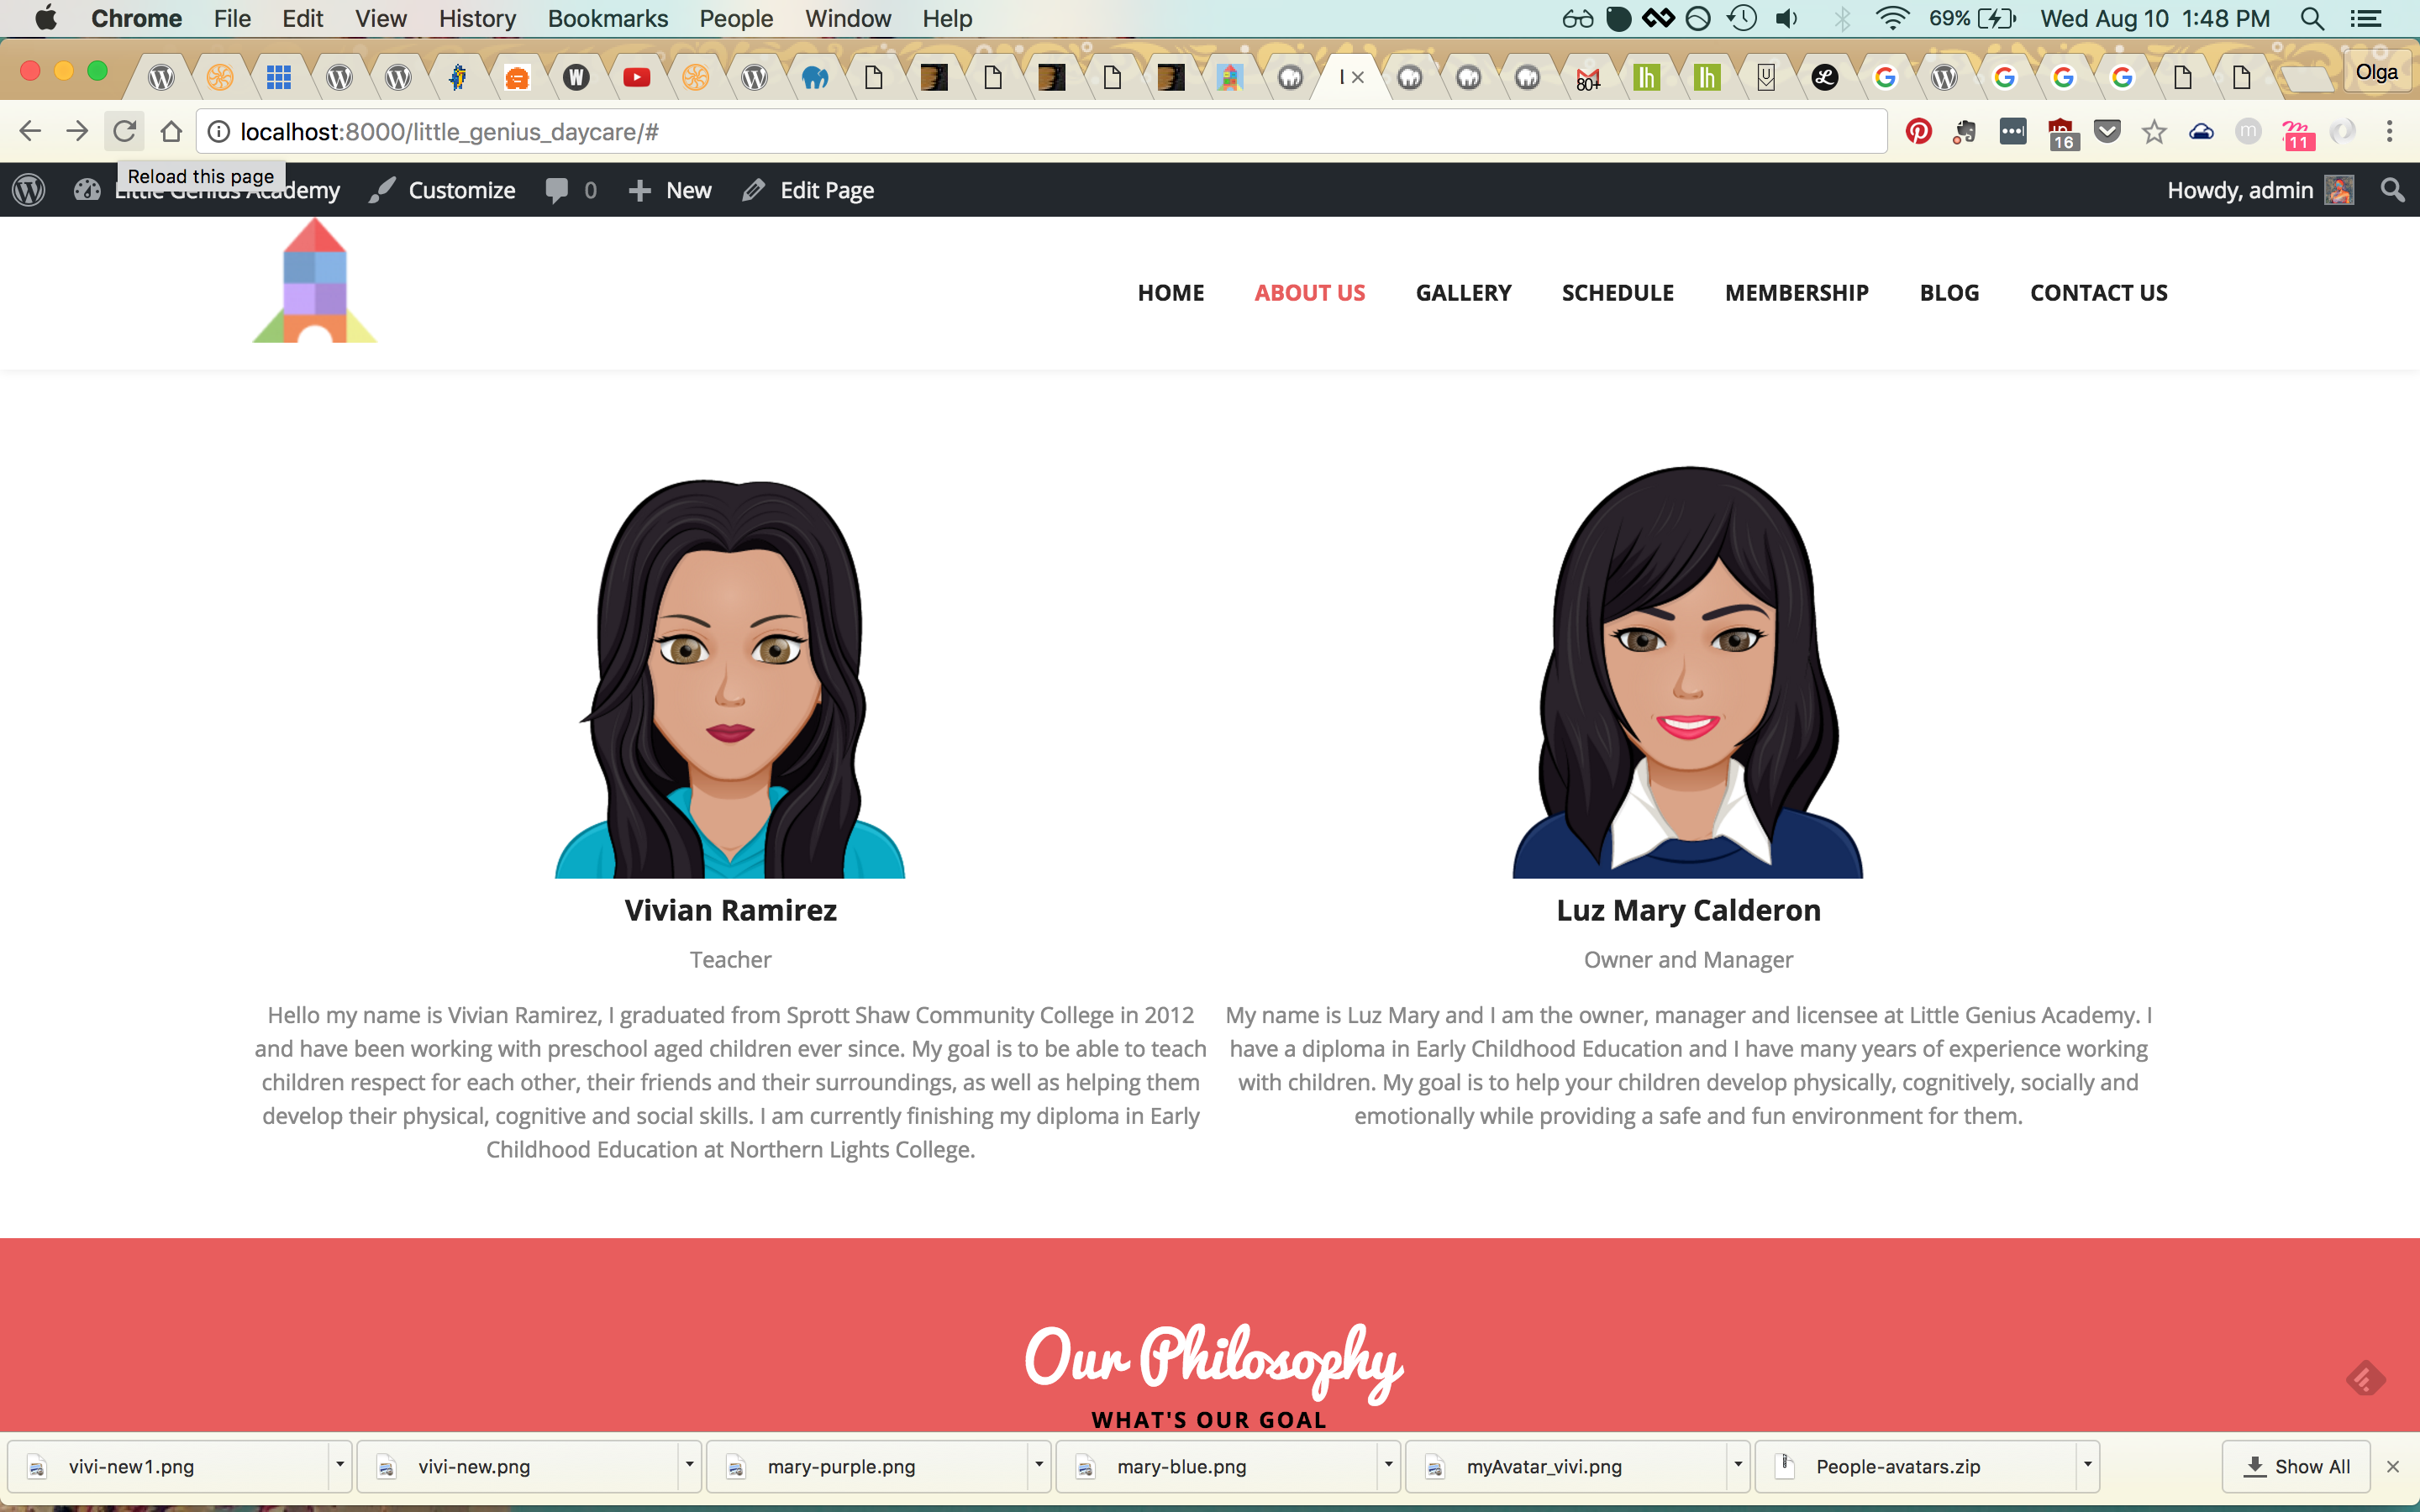 Chrome File Edit View History Bookmarks People Window Help 69% Wed Aug 10 1:48 PM
80+ Olga
localhost:8000/little_genius_daycare/# 16 11
Reload this page
Little Genius Academy Customize 0 New Edit Page Howdy, admin
HOME ABOUT US GALLERY SCHEDULE MEMBERSHIP BLOG CONTACT US
Vivian Ramirez
Teacher
Hello my name is Vivian Ramirez, I graduated from Sprott Shaw Community College in 2012
and have been working with preschool aged children ever since. My goal is to be able to teach
children respect for each other, their friends and their surroundings, as well as helping them
develop their physical, cognitive and social skills. I am currently finishing my diploma in Early
Childhood Education at Northern Lights College.
Luz Mary Calderon
Owner and Manager
My name is Luz Mary and I am the owner, manager and licensee at Little Genius Academy. I
have a diploma in Early Childhood Education and I have many years of experience working
with children. My goal is to help your children develop physically, cognitively, socially and
emotionally while providing a safe and fun environment for them.
Our Philosophy
WHAT'S OUR GOAL
vivi-new1.png vivi-new.png mary-purple.png mary-blue.png myAvatar_vivi.png People-avatars.zip Show All